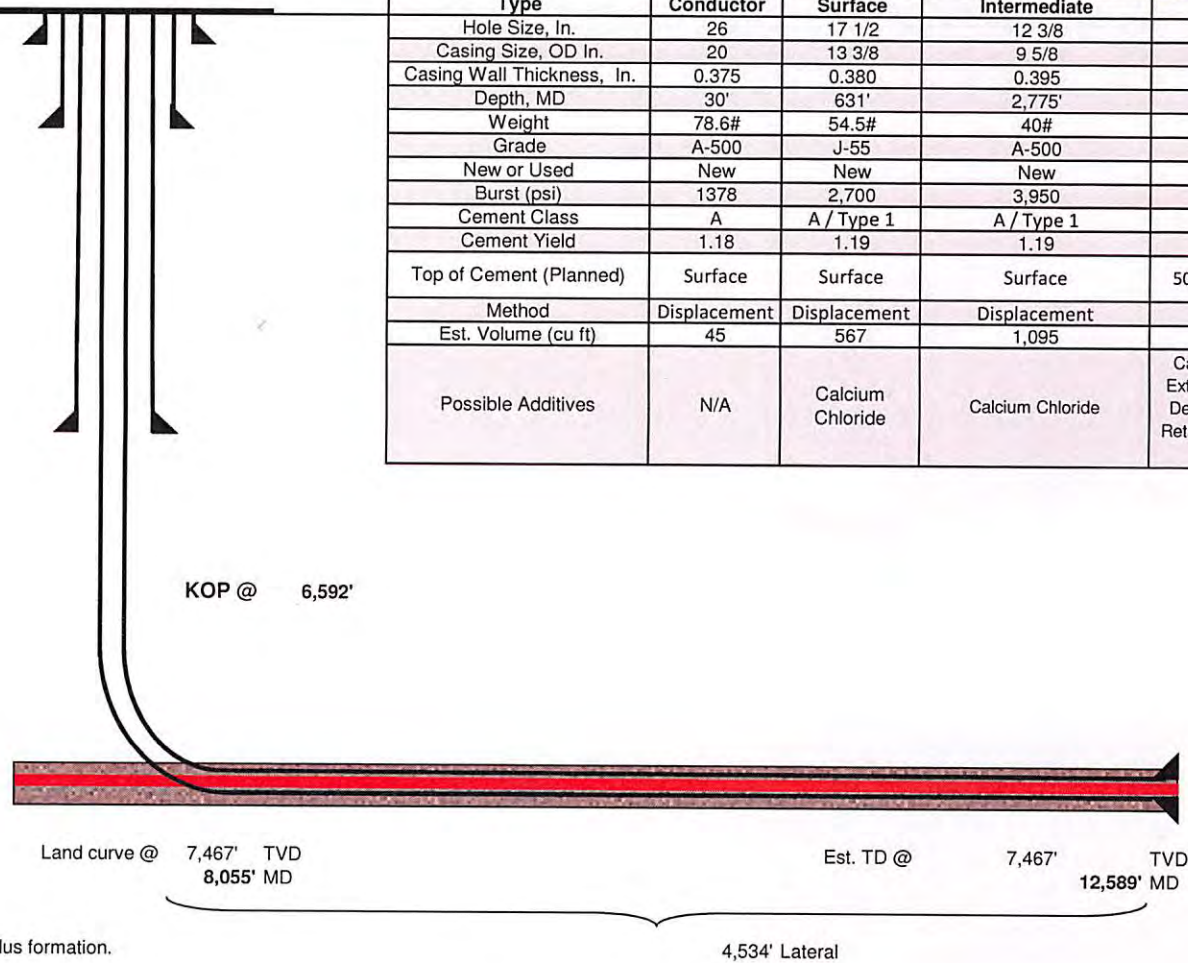 Type Conductor Surface Intermediate
Hole Size, In. 26 17 1/2 12 3/8
Casing Size, OD In. 20 13 3/8 9 5/8
Casing Wall Thickness, In. 0.375 0.380 0.395
Depth, MD 30' 631' 2,775'
Weight 78.6# 54.5# 40#
Grade A-500 J-55 A-500
New or Used New New New
Burst (psi) 1378 2,700 3,950
Cement Class A A / Type 1 A / Type 1
Cement Yield 1.18 1.19 1.19
Top of Cement (Planned) Surface Surface Surface 50
Method Displacement Displacement Displacement
Est. Volume (cu ft) 45 567 1,095
Possible Additives N/A Calcium Chloride Calcium Chloride Ca
Ext
De
Ret
KOP @ 6,592'
Land curve @ 7,467' TVD
8,055' MD
Est. TD @ 7,467' TVD
12,589' MD
lus formation.
4,534' Lateral